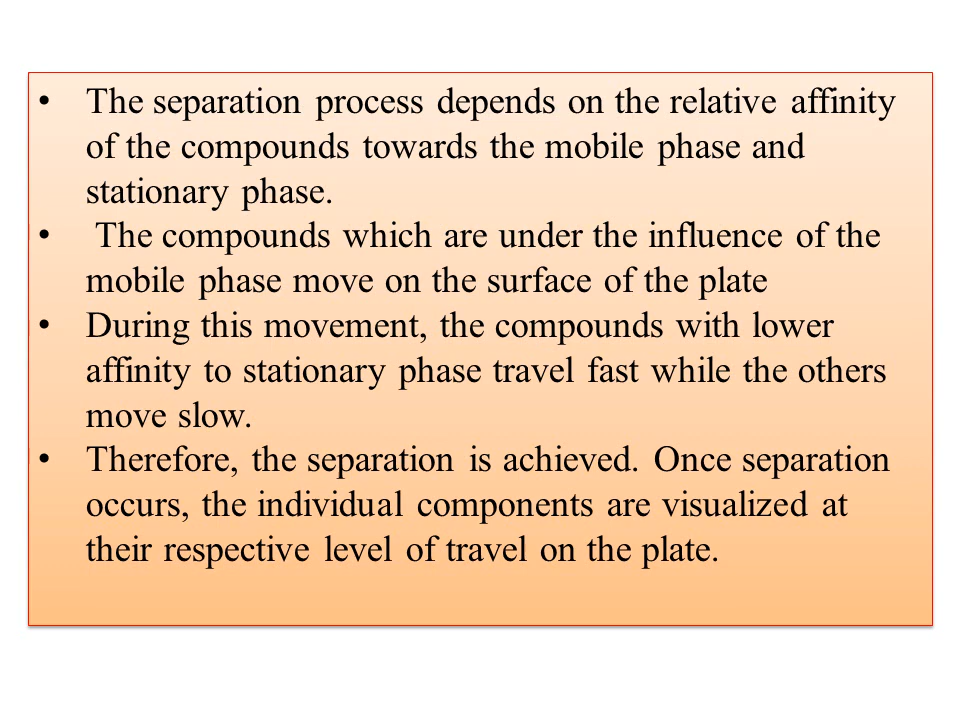 • The separation process depends on the relative affinity
of the compounds towards the mobile phase and
stationary phase.
• The compounds which are under the influence of the
mobile phase move on the surface of the plate
• During this movement, the compounds with lower
affinity to stationary phase travel fast while the others
move slow.
• Therefore, the separation is achieved. Once separation
occurs, the individual components are visualized at
their respective level of travel on the plate.